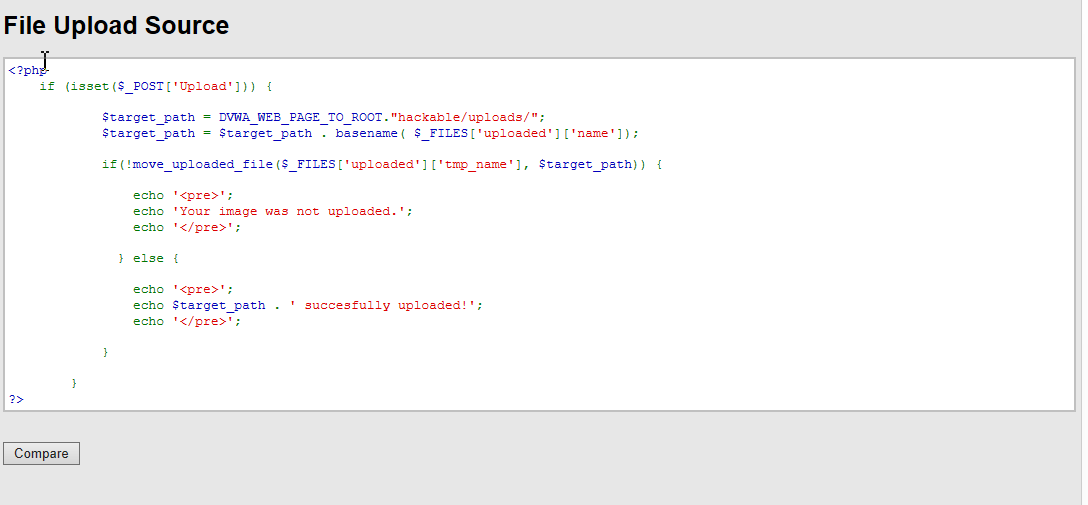 File Upload Source
<?php
if (isset($_POST['Upload'])) {
$target_path = DVWA_WEB_PAGE_TO_ROOT."hackable/uploads/";
$target_path = $target_path . basename( $_FILES['uploaded']['name']);
if(!move_uploaded_file($_FILES['uploaded']['tmp_name'], $target_path)) {
echo '<pre>';
echo 'Your image was not uploaded.';
echo '</pre>';
} else {
echo '<pre>';
echo $target_path . ' succesfully uploaded!';
echo '</pre>';
}
}
?>
Compare